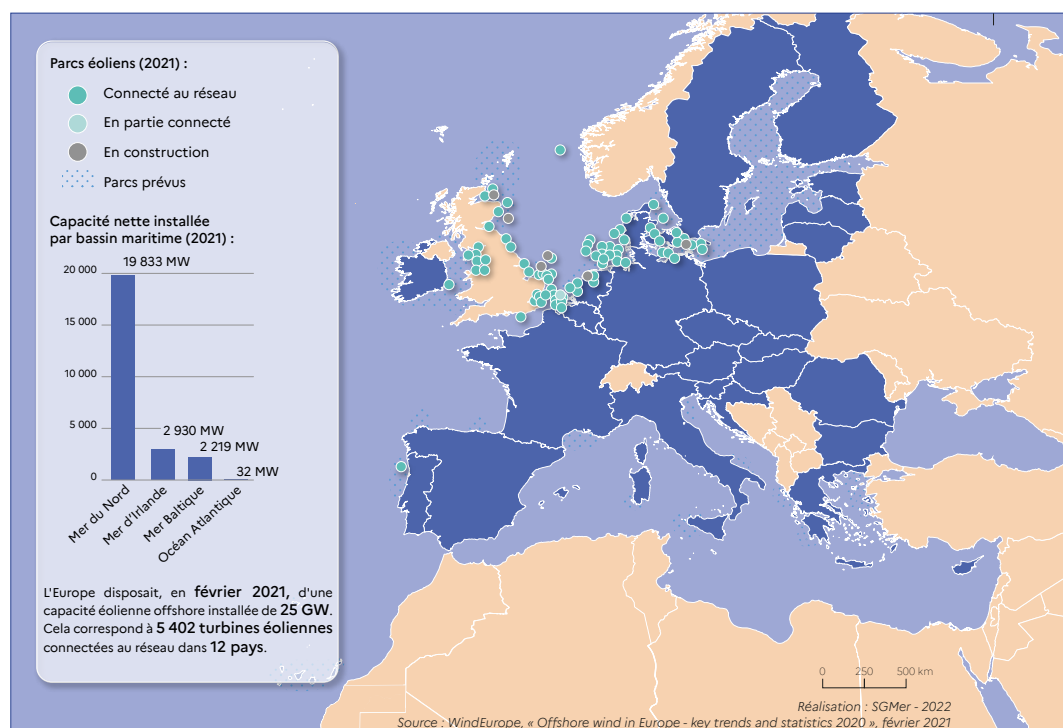 Parcs éoliens (2021) :
Connecté au réseau
En partie connecté
En construction
Parcs prévus
Capacité nette installée
par bassin maritime (2021) :
20 000
19 833 MW
15 000
10 000
5 000
2 930 MW
2 219 MW
32 MW
0
Mer du Nord
Mer d'Irlande
Mer Baltique
Océan Atlantique
L'Europe disposait, en février 2021, d'une
capacité éolienne offshore installée de 25 GW.
Cela correspond à 5 402 turbines éoliennes
connectées au réseau dans 12 pays.
0 250 500 km
Réalisation : SGMer - 2022
Source : WindEurope, « Offshore wind in Europe - key trends and statistics 2020 », février 2021